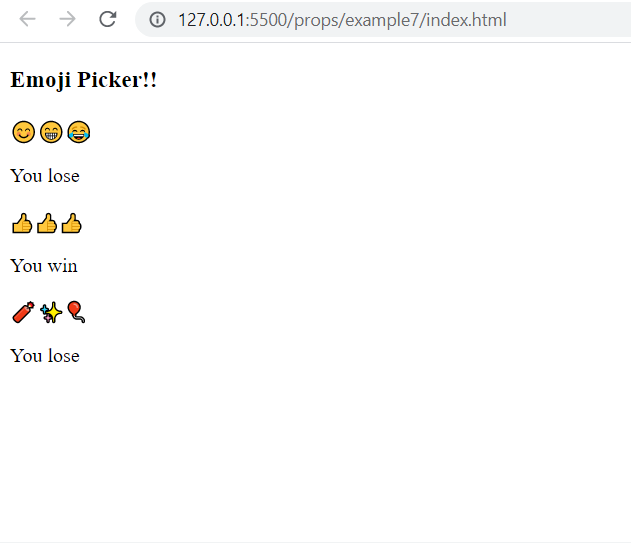 127.0.0.1:5500/props/example7/index.html
Emoji Picker!!
😊😁😂
You lose
👍👍👍
You win
🧨✨🎈
You lose